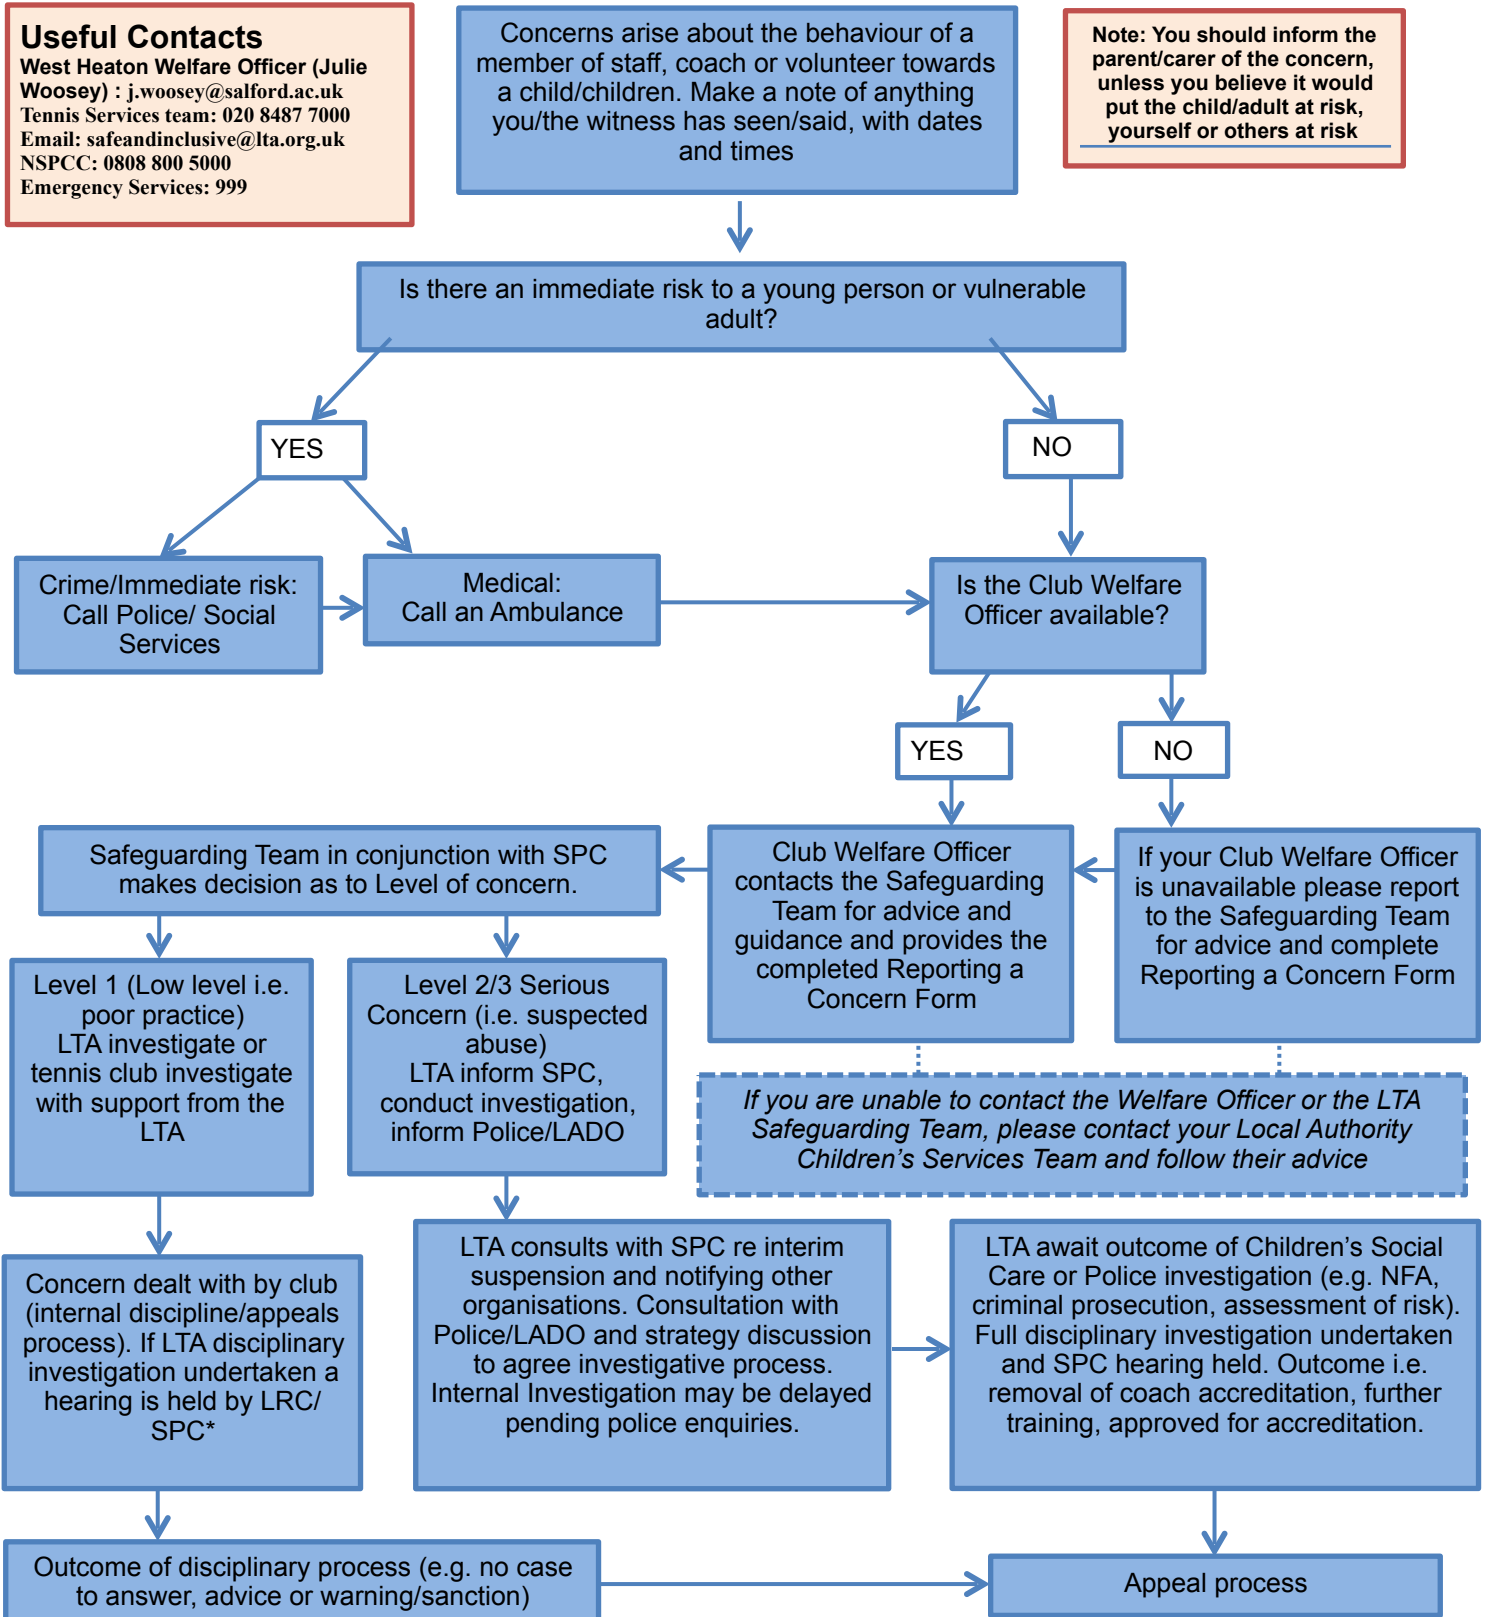 Useful Contacts
West Heaton Welfare Officer (Julie
Woosey) : j.woosey@salford.ac.uk
Tennis Services team: 020 8487 7000
Email: safeandinclusive@lta.org.uk
NSPCC: 0808 800 5000
Emergency Services: 999
Concerns arise about the behaviour of a
member of staff, coach or volunteer towards
a child/children. Make a note of anything
you/the witness has seen/said, with dates
and times
Note: You should inform the
parent/carer of the concern,
unless you believe it would
put the child/adult at risk,
yourself or others at risk
Is there an immediate risk to a young person or vulnerable
adult?
YES
NO
Crime/Immediate risk:
Call Police/ Social
Services
Medical:
Call an Ambulance
Is the Club Welfare
Officer available?
YES
NO
Safeguarding Team in conjunction with SPC
makes decision as to Level of concern.
Club Welfare Officer
contacts the Safeguarding
Team for advice and
guidance and provides the
completed Reporting a
Concern Form
If your Club Welfare Officer
is unavailable please report
to the Safeguarding Team
for advice and complete
Reporting a Concern Form
Level 1 (Low level i.e.
poor practice)
LTA investigate or
tennis club investigate
with support from the
LTA
Level 2/3 Serious
Concern (i.e. suspected
abuse)
LTA inform SPC,
conduct investigation,
inform Police/LADO
If you are unable to contact the Welfare Officer or the LTA
Safeguarding Team, please contact your Local Authority
Children's Services Team and follow their advice
Concern dealt with by club
(internal discipline/appeals
process). If LTA disciplinary
investigation undertaken a
hearing is held by LRC/
SPC*
LTA consults with SPC re interim
suspension and notifying other
organisations. Consultation with
Police/LADO and strategy discussion
to agree investigative process.
Internal Investigation may be delayed
pending police enquiries.
LTA await outcome of Children's Social
Care or Police investigation (e.g. NFA,
criminal prosecution, assessment of risk).
Full disciplinary investigation undertaken
and SPC hearing held. Outcome i.e.
removal of coach accreditation, further
training, approved for accreditation.
Outcome of disciplinary process (e.g. no case
to answer, advice or warning/sanction)
Appeal process